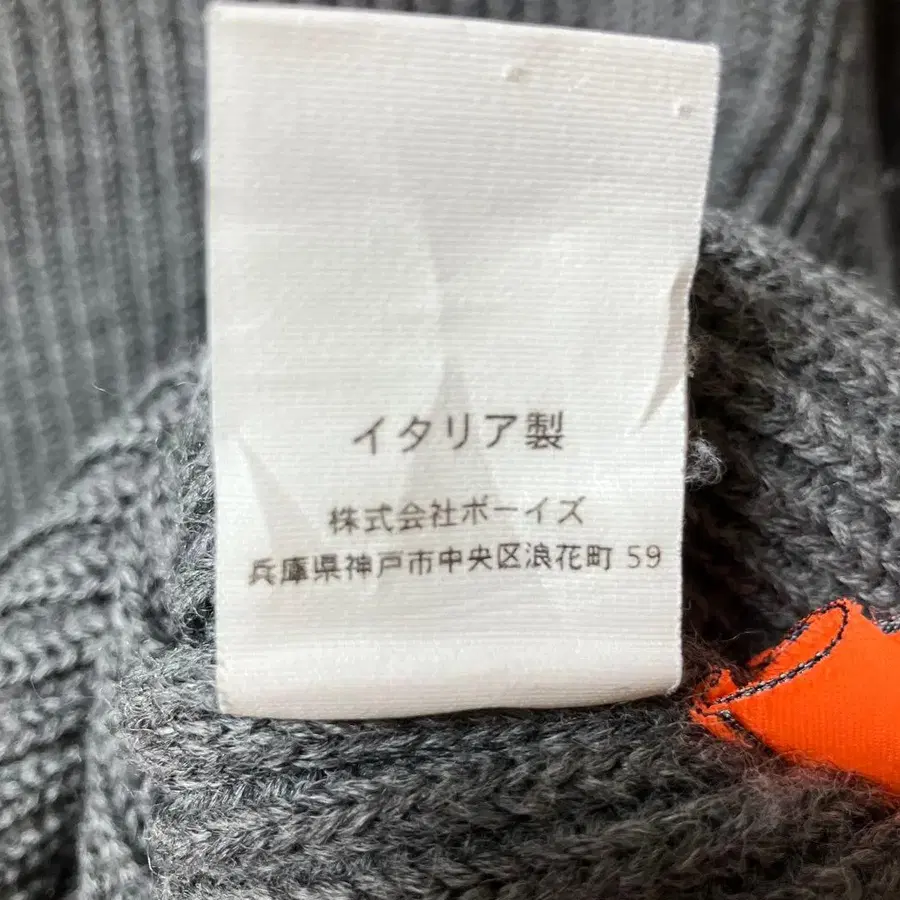 イタリア製
株式会社ボーイズ
兵庫県神戸市中央区浪花町 59